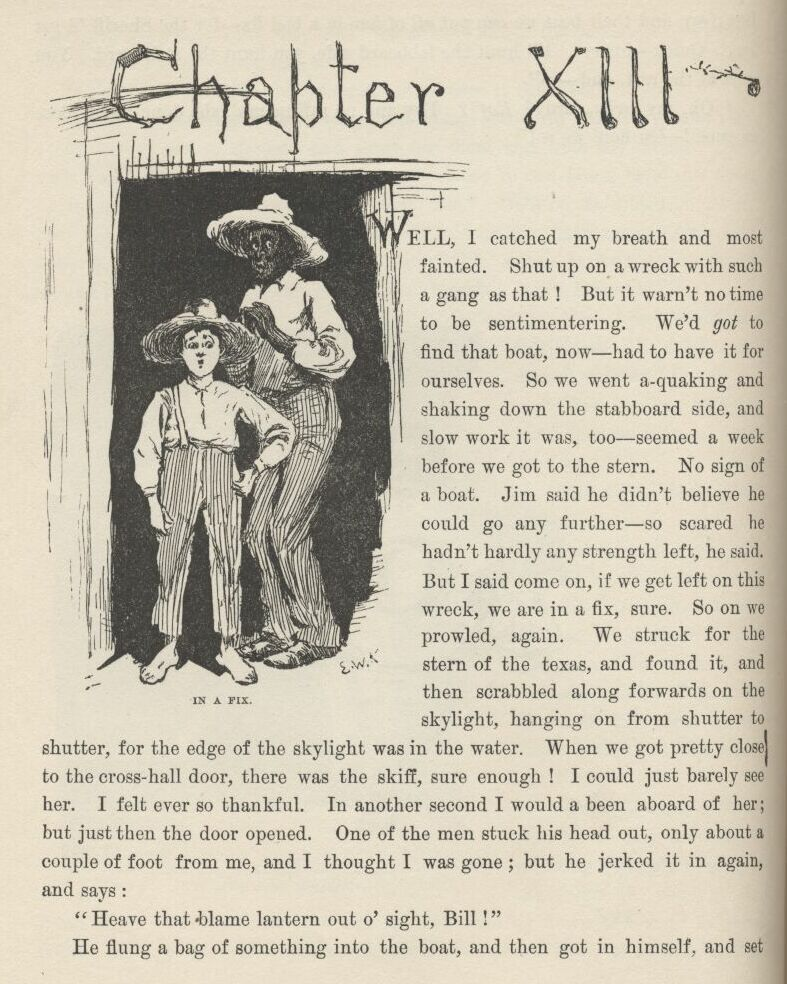 Chapter XIII
WELL, I catched my breath and most
fainted. Shut up on a wreck with such
a gang as that ! But it warn’t no time
to be sentimentering. We’d got to
find that boat, now—had to have it for
ourselves. So we went a-quaking and
shaking down the stabboard side, and
slow work it was, too—seemed a week
before we got to the stern. No sign of
a boat. Jim said he didn’t believe he
could go any further—so scared he
hadn’t hardly any strength left, he said.
But I said come on, if we get left on this
wreck, we are in a fix, sure. So on we
prowled, again. We struck for the
stern of the texas, and found it, and
then scrabbled along forwards on the
skylight, hanging on from shutter to
shutter, for the edge of the skylight was in the water. When we got pretty close
to the cross-hall door, there was the skiff, sure enough ! I could just barely see
her. I felt ever so thankful. In another second I would a been aboard of her;
but just then the door opened. One of the men stuck his head out, only about a
couple of foot from me, and I thought I was gone ; but he jerked it in again,
and says :
“ Heave that blame lantern out o’ sight, Bill !”
He flung a bag of something into the boat, and then got in himself, and set
E.W.K
IN A FIX.